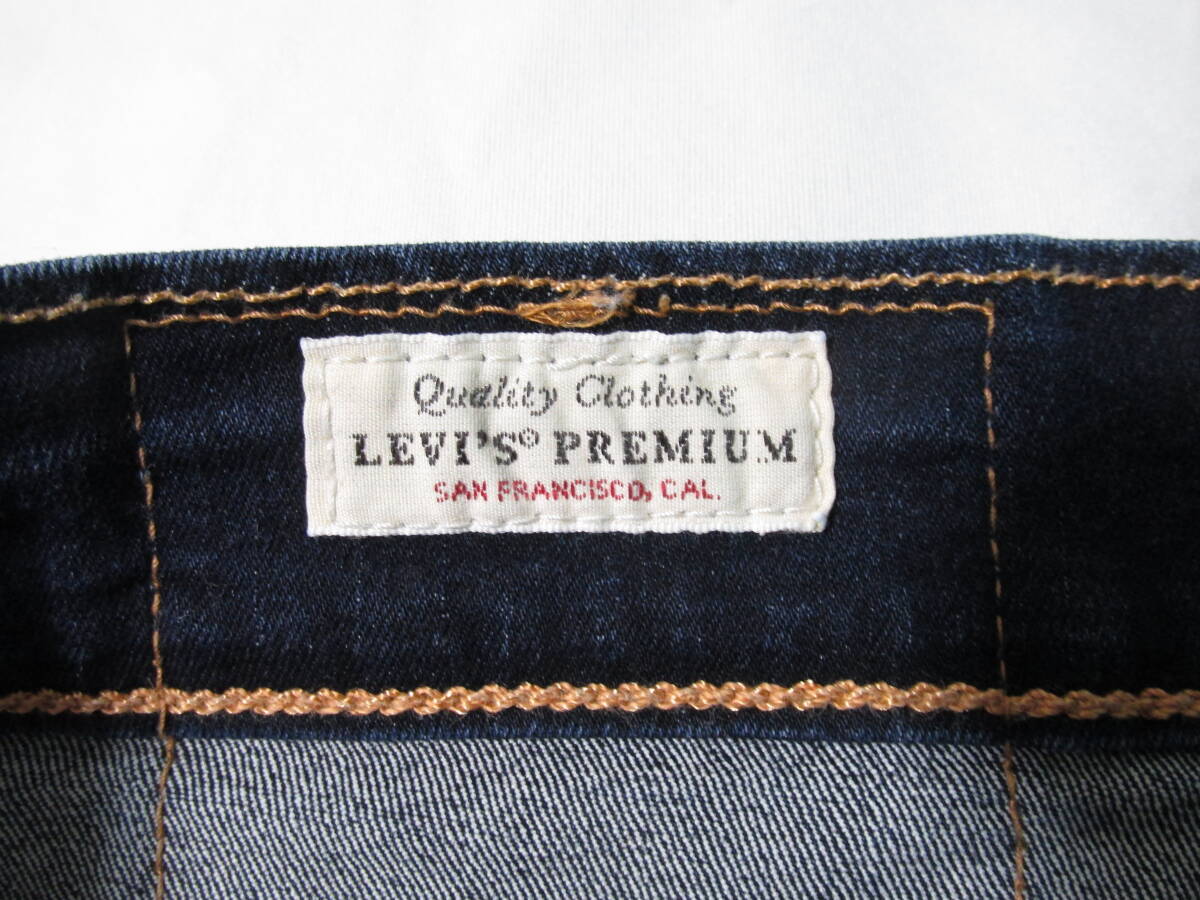 Quality Clothing
LEVI'S® PREMIUM
SAN FRANCISCO, CAL.